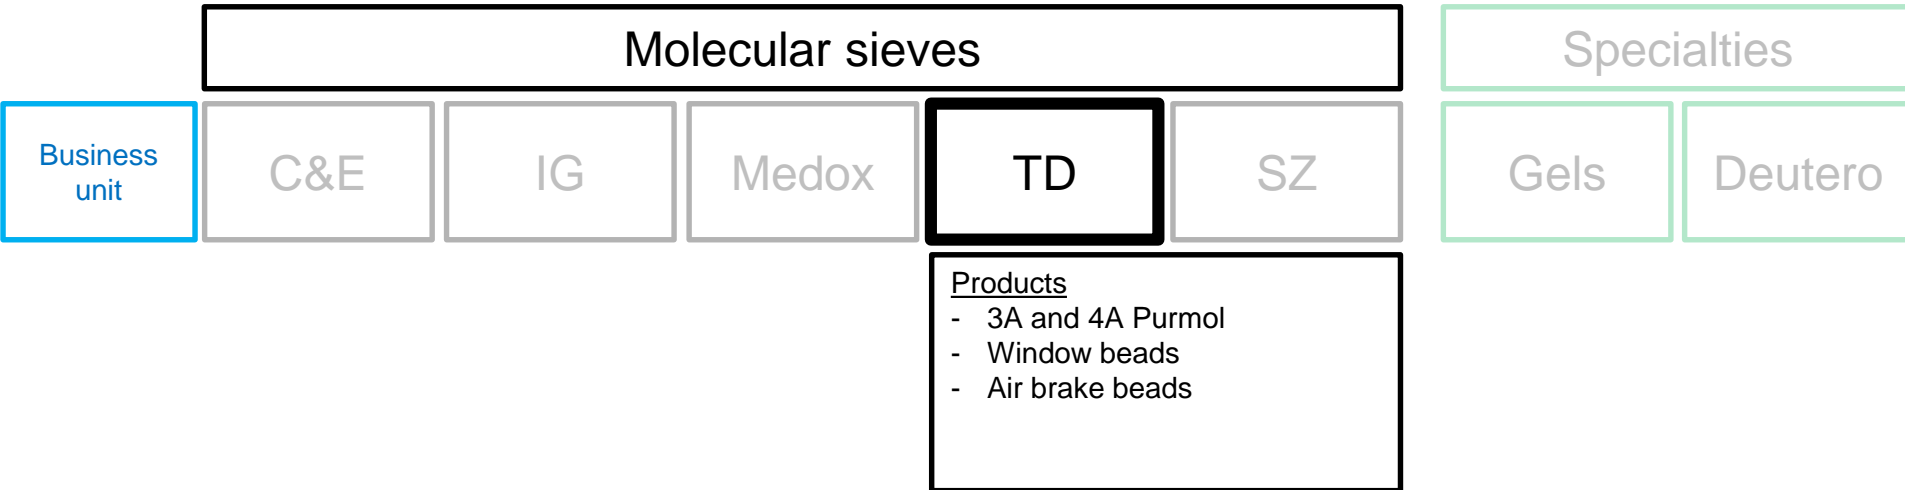 Molecular sieves
Specialties
Business
unit
C&E
IG
Medox
TD
SZ
Gels
Deutero
Products
- 3A and 4A Purmol
- Window beads
- Air brake beads